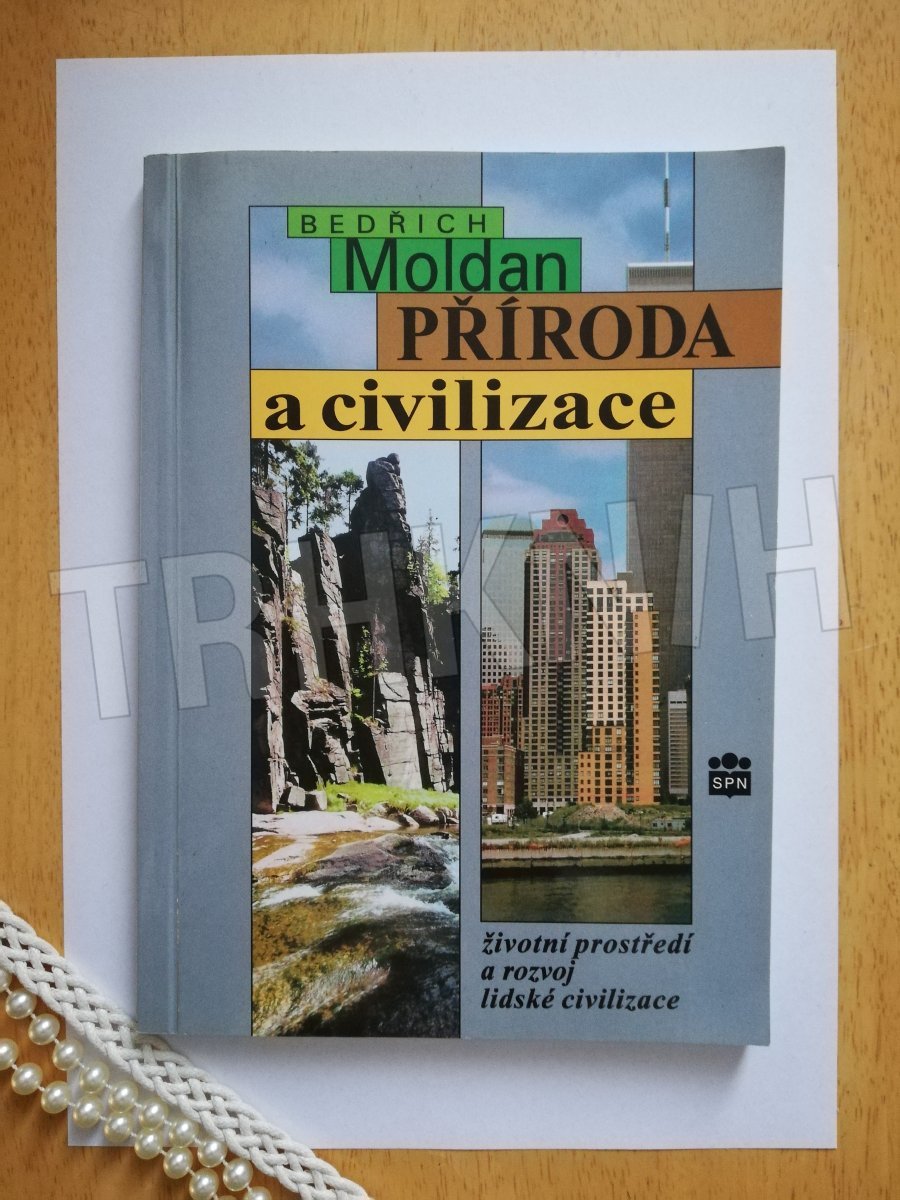 BEDŘICH
Moldan
PŘÍRODA
a civilizace
TRHKNIH
SPN
životní prostředí
a rozvoj
lidské civilizace